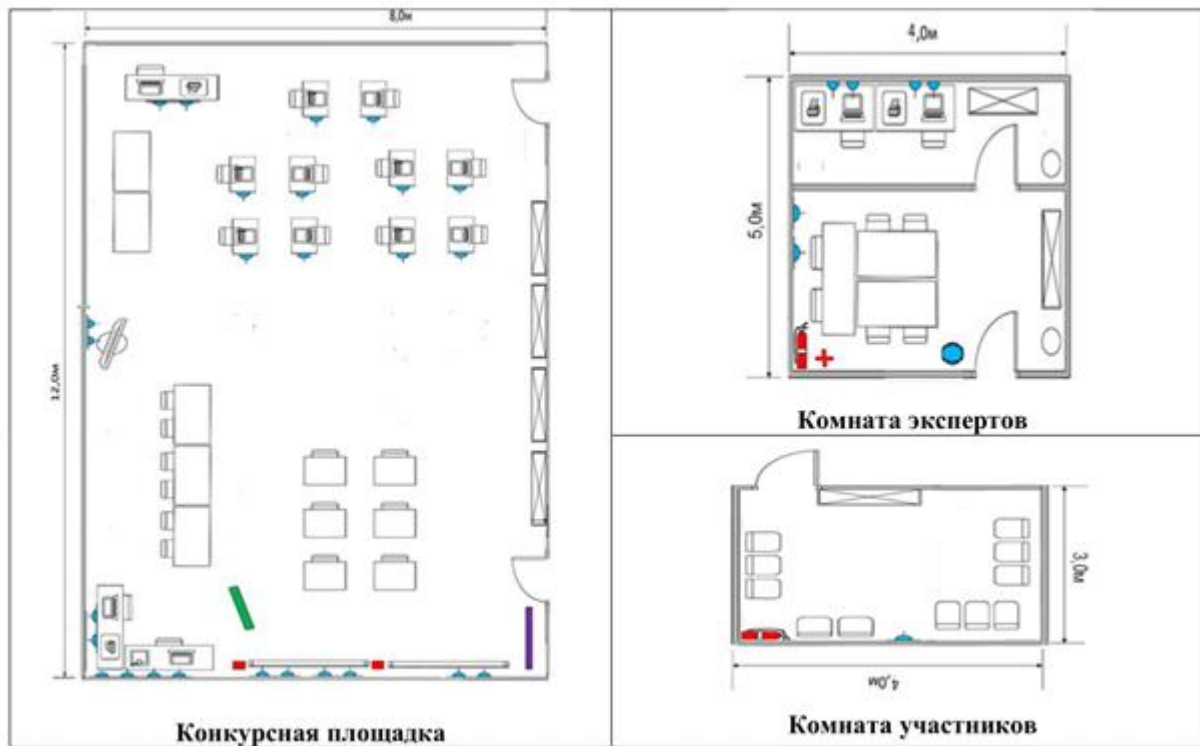 8,0м
12,0м
Конкурсная площадка
4,0м
5,0м
Комната экспертов
3,0м
4,0м
Комната участников